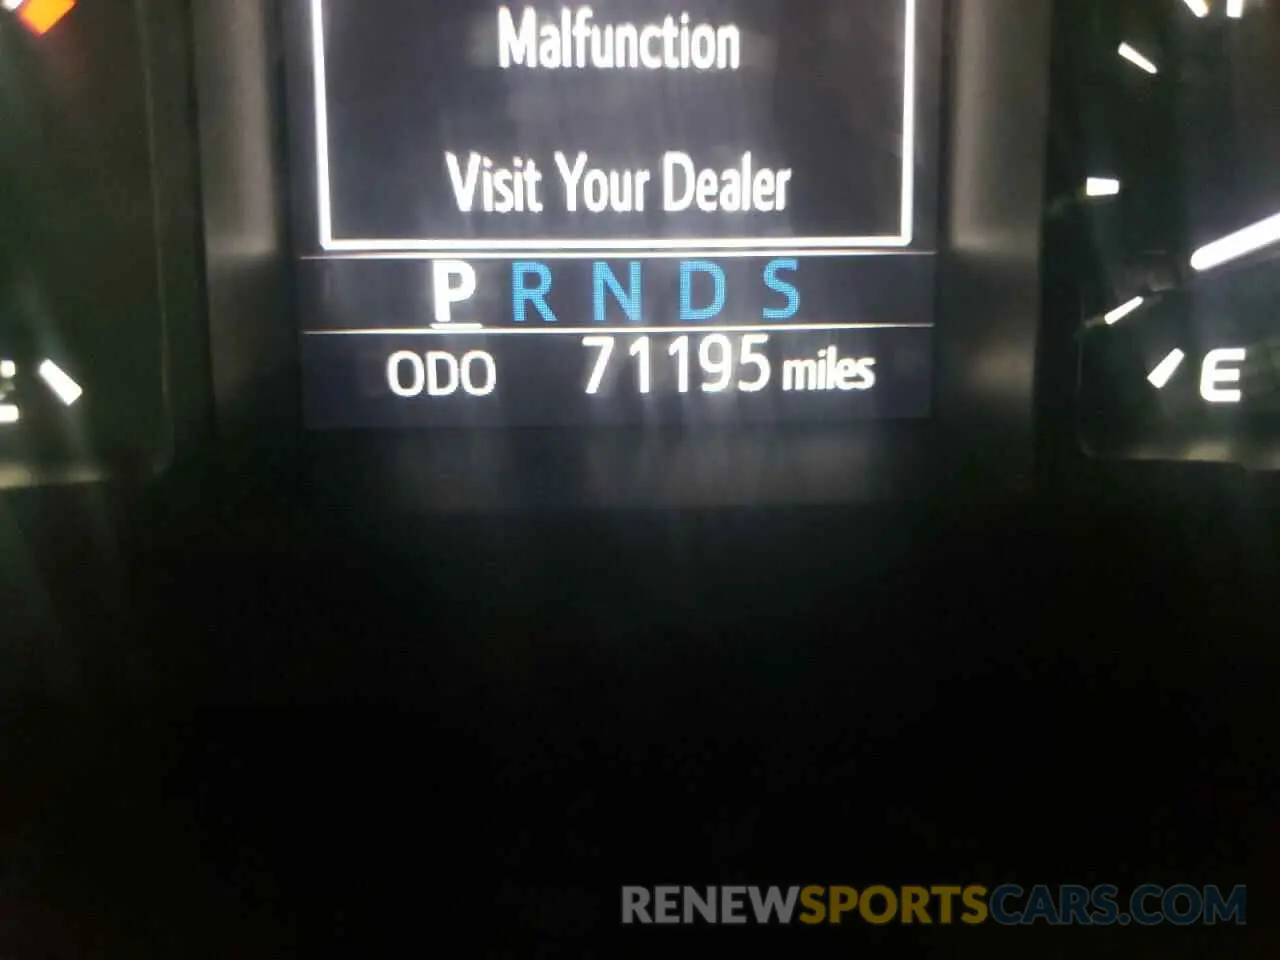 Malfunction
Visit Your Dealer
P R N D S
ODO 71195 miles
E
RENEWSPORTSCARS.COM